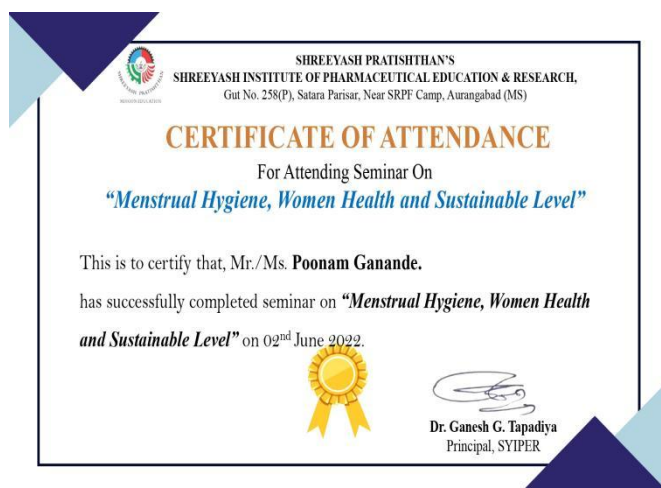 SHREEYASH PRATISHTHAN'S
SHREEYASH INSTITUTE OF PHARMACEUTICAL EDUCATION & RESEARCH,
Gut No. 258(P), Satara Parisar, Near SRPF Camp, Aurangabad (MS)
CERTIFICATE OF ATTENDANCE
For Attending Seminar On
“Menstrual Hygiene, Women Health and Sustainable Level”
This is to certify that, Mr./Ms. Poonam Ganande.
has successfully completed seminar on “Menstrual Hygiene, Women Health
and Sustainable Level” on 02nd June 2022.
Dr. Ganesh G. Tapadiya
Principal, SYIPER